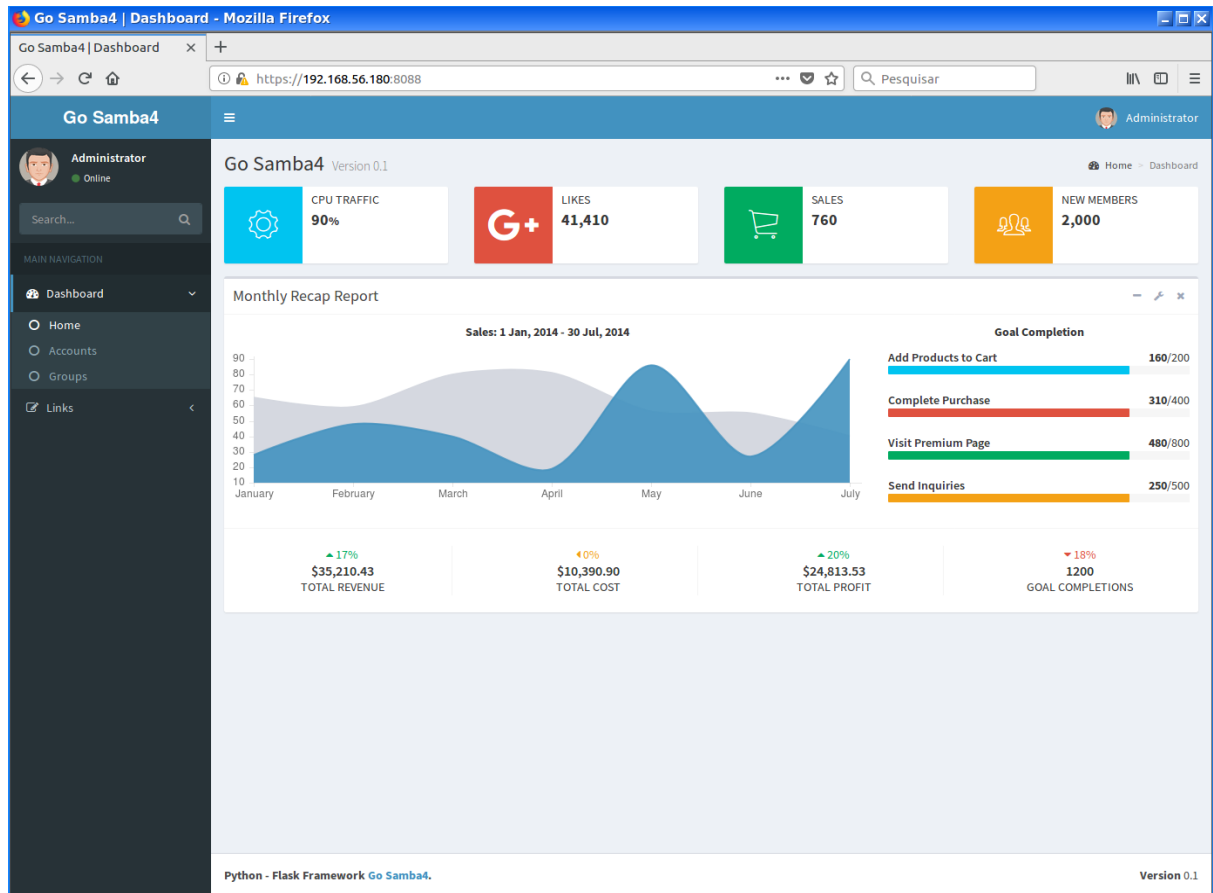 Go Samba4 | Dashboard - Mozilla Firefox
Go Samba4 | Dashboard × +
https://192.168.56.180:8088 Pesquisar
Go Samba4
Administrator
Administrator
Online
Search...
MAIN NAVIGATION
Dashboard
Home
Accounts
Groups
Links
Go Samba4 Version 0.1
Home > Dashboard
CPU TRAFFIC
90%
G+
LIKES
41,410
SALES
760
NEW MEMBERS
2,000
Monthly Recap Report
Sales: 1 Jan, 2014 - 30 Jul, 2014
90
80
70
60
50
40
30
20
10
January February March April May June July
Goal Completion
Add Products to Cart 160/200
Complete Purchase 310/400
Visit Premium Page 480/800
Send Inquiries 250/500
17%
$35,210.43
TOTAL REVENUE
0%
$10,390.90
TOTAL COST
20%
$24,813.53
TOTAL PROFIT
18%
1200
GOAL COMPLETIONS
Python - Flask Framework Go Samba4.
Version 0.1